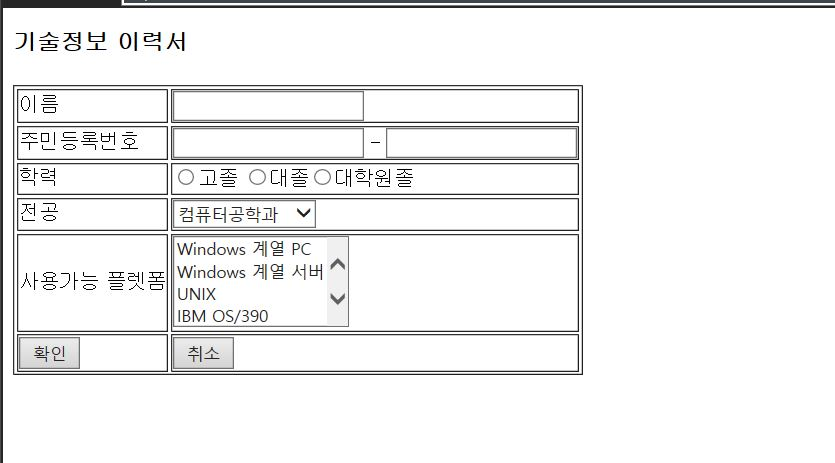 기술정보 이력서
이름
주민등록번호 -
학력 고졸 대졸 대학원졸
전공 컴퓨터공학과
사용가능 플렛폼
Windows 계열 PC
Windows 계열 서버
UNIX
IBM OS/390
확인 취소